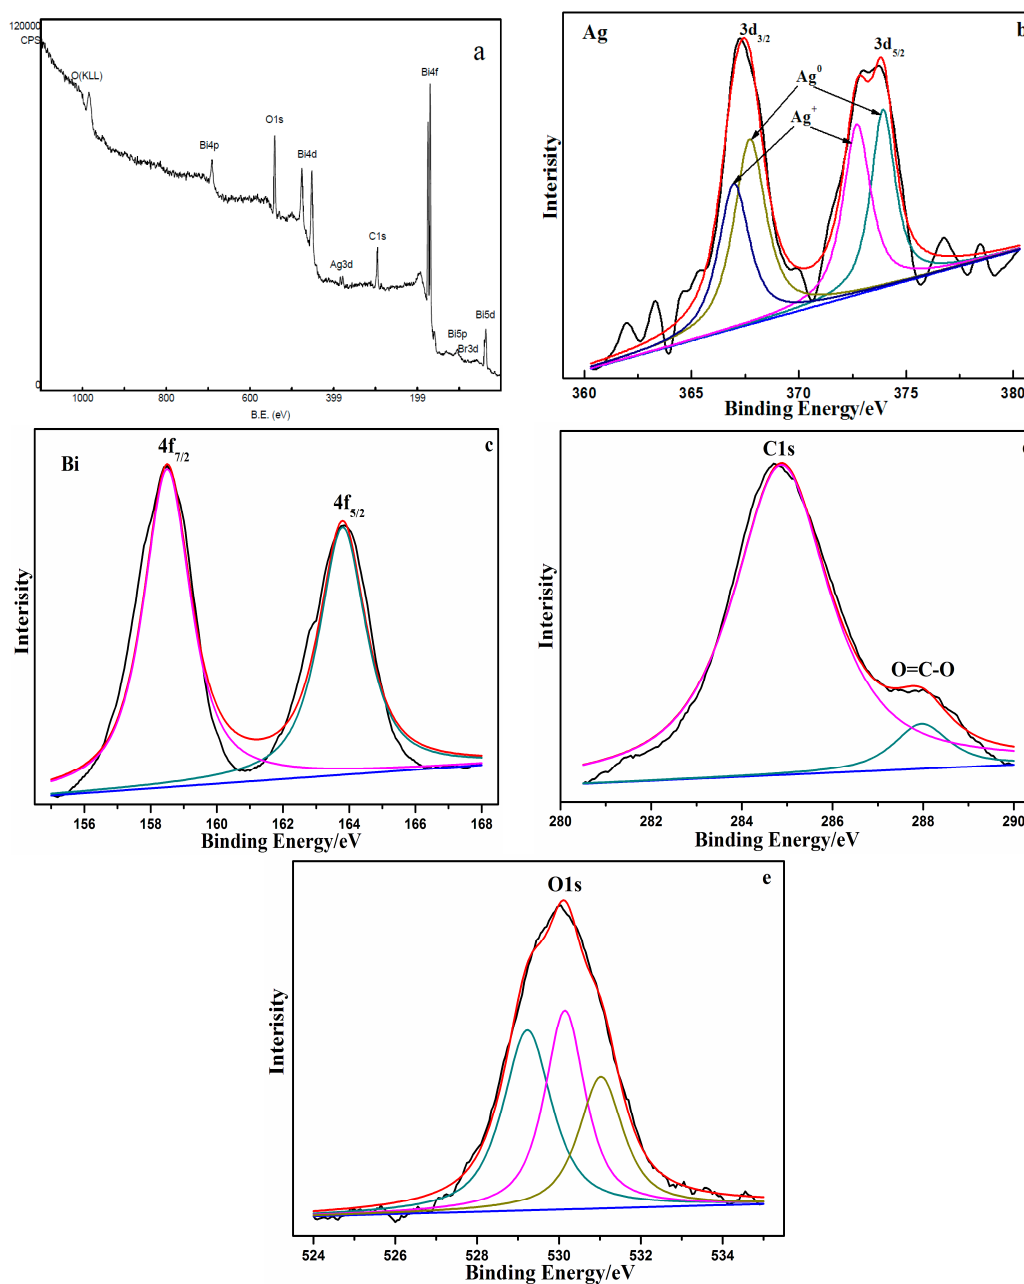 120000
CPS
a
O(KLL)
Bi4p
O1s
Bi4d
Ag3d
C1s
Bi4f
Bi5p
Br3d
Bi5d
0
1000 800 600 399 199
B.E. (eV)
Ag
b
3d3/2
3d5/2
Ag0
Ag+
Interisity
360 365 370 375 380
Binding Energy/eV
Bi
c
4f7/2
4f5/2
Interisity
156 158 160 162 164 166 168
Binding Energy/eV
C1s
O=C-O
Interisity
280 282 284 286 288 290
Binding Energy/eV
O1s
e
Interisity
524 526 528 530 532 534
Binding Energy/eV